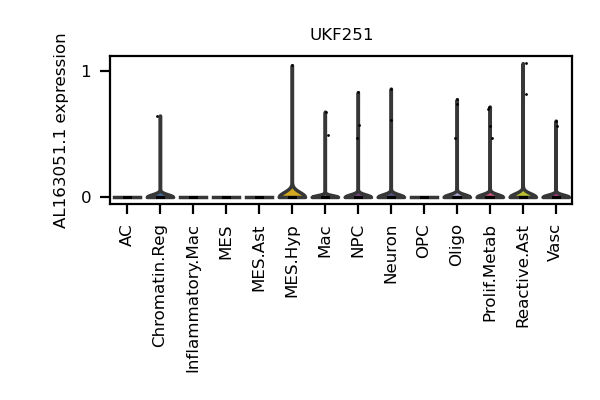 UKF251
AL163051.1 expression
1
0
AC
Chromatin.Reg
Inflammatory.Mac
MES
MES.Ast
MES.Hyp
Mac
NPC
Neuron
OPC
Oligo
Prolif.Metab
Reactive.Ast
Vasc